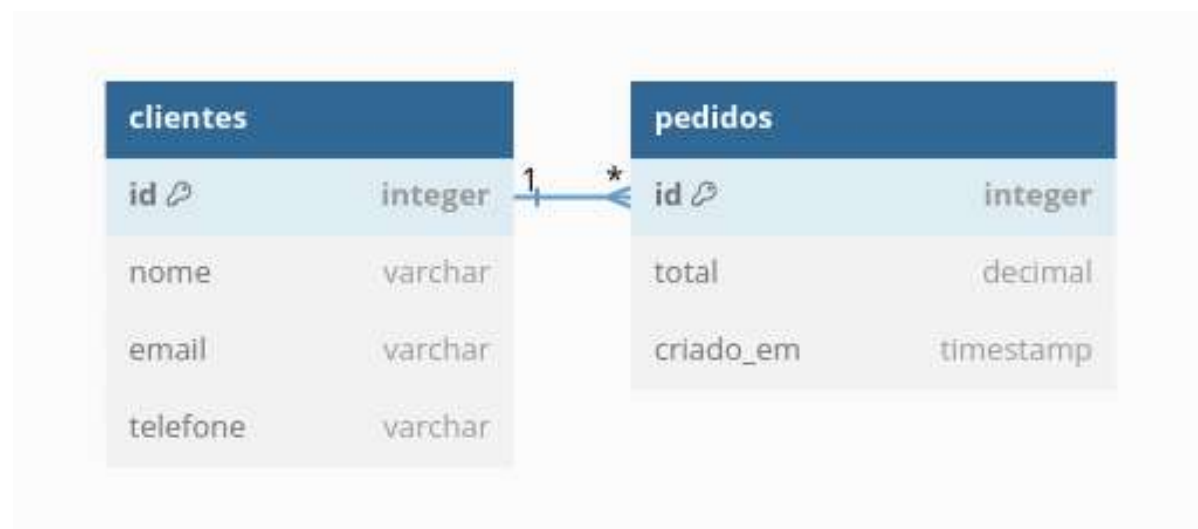 clientes
id integer
nome varchar
email varchar
telefone varchar
1 *
pedidos
id integer
total decimal
criado_em timestamp